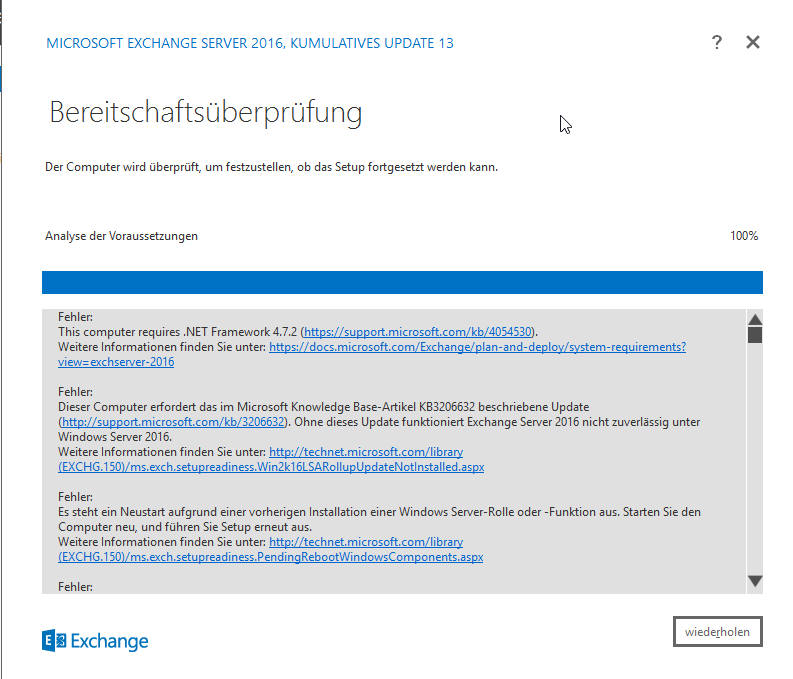 MICROSOFT EXCHANGE SERVER 2016, KUMULATIVES UPDATE 13
?
Bereitschaftsüberprüfung
Der Computer wird überprüft, um festzustellen, ob das Setup fortgesetzt werden kann.
Analyse der Voraussetzungen 100%
Fehler:
This computer requires .NET Framework 4.7.2 (https://support.microsoft.com/kb/4054530).
Weitere Informationen finden Sie unter: https://docs.microsoft.com/Exchange/plan-and-deploy/system-requirements?
view=exchserver-2016
Fehler:
Dieser Computer erfordert das im Microsoft Knowledge Base-Artikel KB3206632 beschriebene Update
(http://support.microsoft.com/kb/3206632). Ohne dieses Update funktioniert Exchange Server 2016 nicht zuverlässig unter
Windows Server 2016.
Weitere Informationen finden Sie unter: http://technet.microsoft.com/library
(EXCHG.150)/ms.exch.setupreadiness.Win2k16LSARollupUpdateNotInstalled.aspx
Fehler:
Es steht ein Neustart aufgrund einer vorherigen Installation einer Windows Server-Rolle oder -Funktion aus. Starten Sie den
Computer neu, und führen Sie Setup erneut aus.
Weitere Informationen finden Sie unter: http://technet.microsoft.com/library
(EXCHG.150)/ms.exch.setupreadiness.PendingRebootWindowsComponents.aspx
Fehler:
Exchange
wiederholen